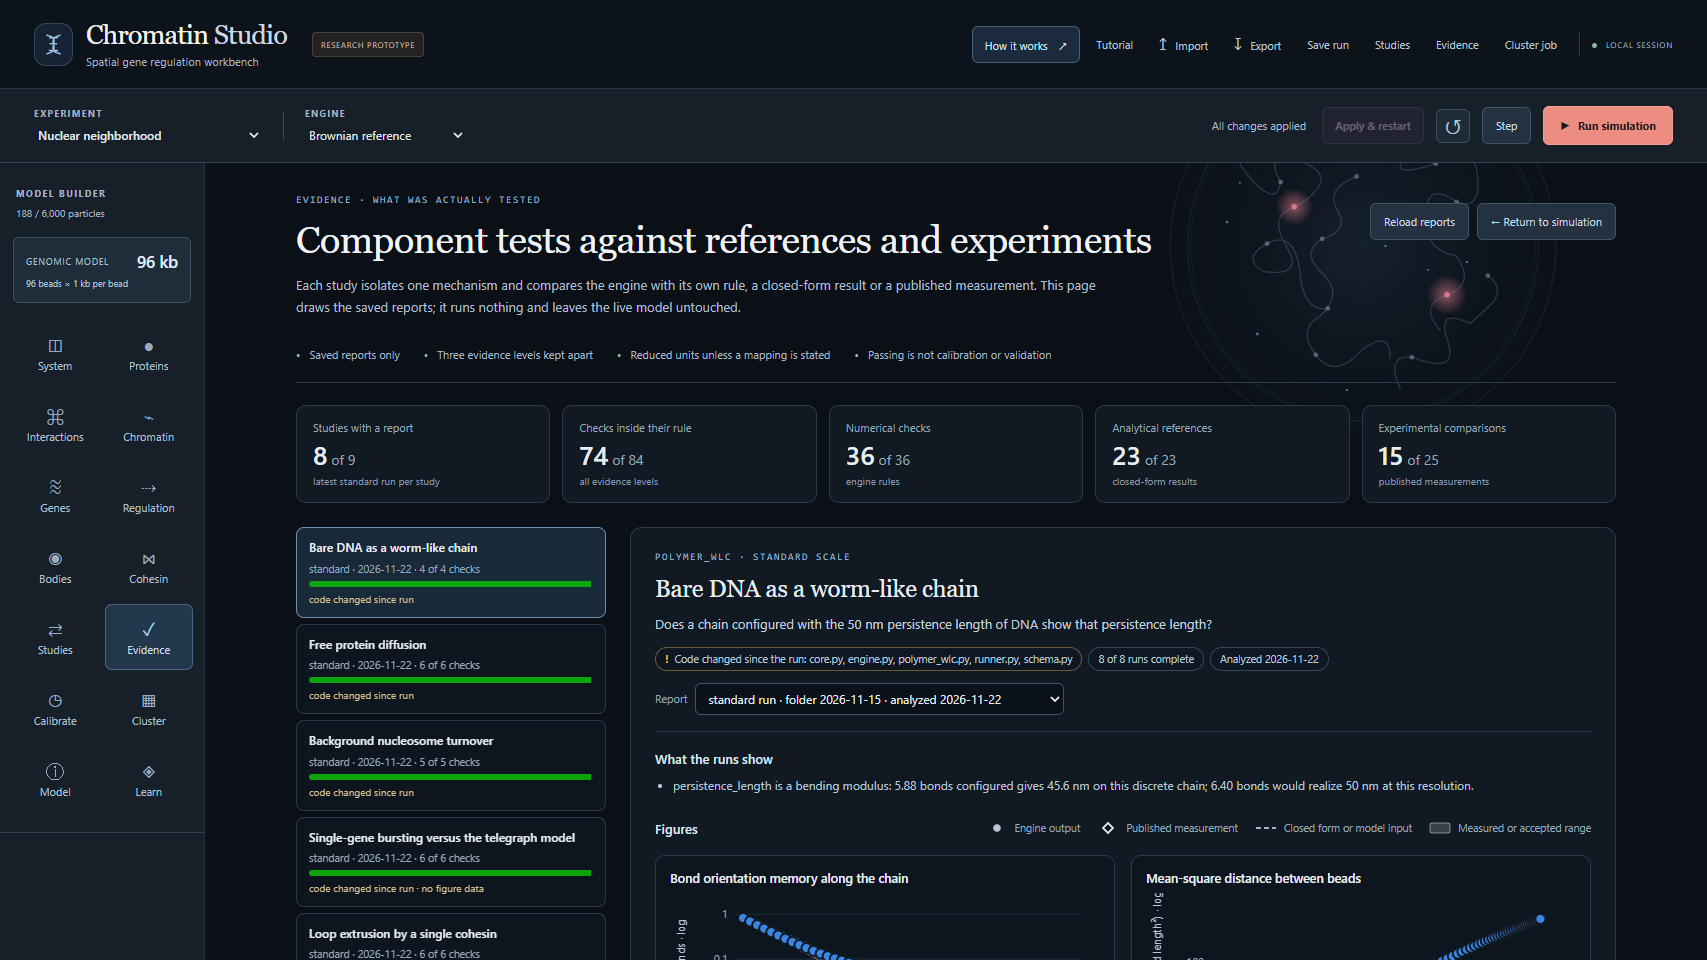 Chromatin Studio
Spatial gene regulation workbench
RESEARCH PROTOTYPE
How it works ↗
Tutorial
Import
Export
Save run
Studies
Evidence
Cluster job
LOCAL SESSION
EXPERIMENT
Nuclear neighborhood
ENGINE
Brownian reference
All changes applied
Apply & restart
Step
Run simulation
MODEL BUILDER
188 / 6,000 particles
GENOMIC MODEL
96 kb
96 beads × 1 kb per bead
System
Proteins
Interactions
Chromatin
Genes
Regulation
Bodies
Cohesin
Studies
Evidence
Calibrate
Cluster
Model
Learn
EVIDENCE · WHAT WAS ACTUALLY TESTED
Component tests against references and experiments
Each study isolates one mechanism and compares the engine with its own rule, a closed-form result or a published measurement. This page
draws the saved reports; it runs nothing and leaves the live model untouched.
Reload reports
← Return to simulation
• Saved reports only
• Three evidence levels kept apart
• Reduced units unless a mapping is stated
• Passing is not calibration or validation
Studies with a report
8 of 9
latest standard run per study
Checks inside their rule
74 of 84
all evidence levels
Numerical checks
36 of 36
engine rules
Analytical references
23 of 23
closed-form results
Experimental comparisons
15 of 25
published measurements
Bare DNA as a worm-like chain
standard · 2026-11-22 · 4 of 4 checks
code changed since run
Free protein diffusion
standard · 2026-11-22 · 6 of 6 checks
code changed since run
Background nucleosome turnover
standard · 2026-11-22 · 5 of 5 checks
code changed since run
Single-gene bursting versus the telegraph model
standard · 2026-11-22 · 6 of 6 checks
code changed since run · no figure data
Loop extrusion by a single cohesin
standard · 2026-11-22 · 6 of 6 checks
POLYMER_WLC · STANDARD SCALE
Bare DNA as a worm-like chain
Does a chain configured with the 50 nm persistence length of DNA show that persistence length?
! Code changed since the run: core.py, engine.py, polymer_wlc.py, runner.py, schema.py
8 of 8 runs complete
Analyzed 2026-11-22
Report
standard run · folder 2026-11-15 · analyzed 2026-11-22
What the runs show
• persistence_length is a bending modulus: 5.88 bonds configured gives 45.6 nm on this discrete chain; 6.40 bonds would realize 50 nm at this resolution.
Figures
Engine output
Published measurement
Closed form or model input
Measured or accepted range
Bond orientation memory along the chain
1
0.1
nds · log
Mean-square distance between beads
length²) · log